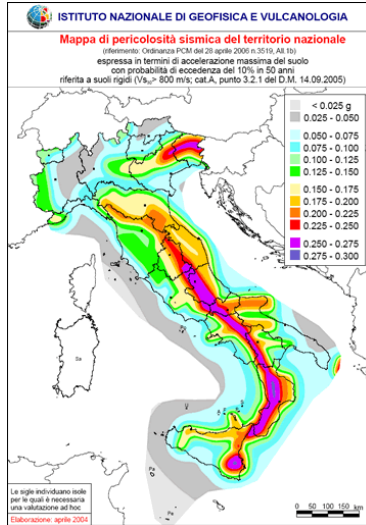 ISTITUTO NAZIONALE DI GEOFISICA E VULCANOLOGIA
Mappa di pericolosità sismica del territorio nazionale
(riferimento: Ordinanza PCM del 28 aprile 2006 n.3519, All.1b)
espressa in termini di accelerazione massima del suolo
con probabilità di eccedenza del 10% in 50 anni
riferita a suoli rigidi (Vs30> 800 m/s; cat.A, punto 3.2.1 del D.M. 14.09.2005)
< 0.025 g
0.025 - 0.050
0.050 - 0.075
0.075 - 0.100
0.100 - 0.125
0.125 - 0.150
0.150 - 0.175
0.175 - 0.200
0.200 - 0.225
0.225 - 0.250
0.250 - 0.275
0.275 - 0.300
Sa
U
Pa
Pe
Le sigle individuano isole
per le quali è necessaria
una valutazione ad hoc
Elaborazione: aprile 2004
0 50 100 150
km